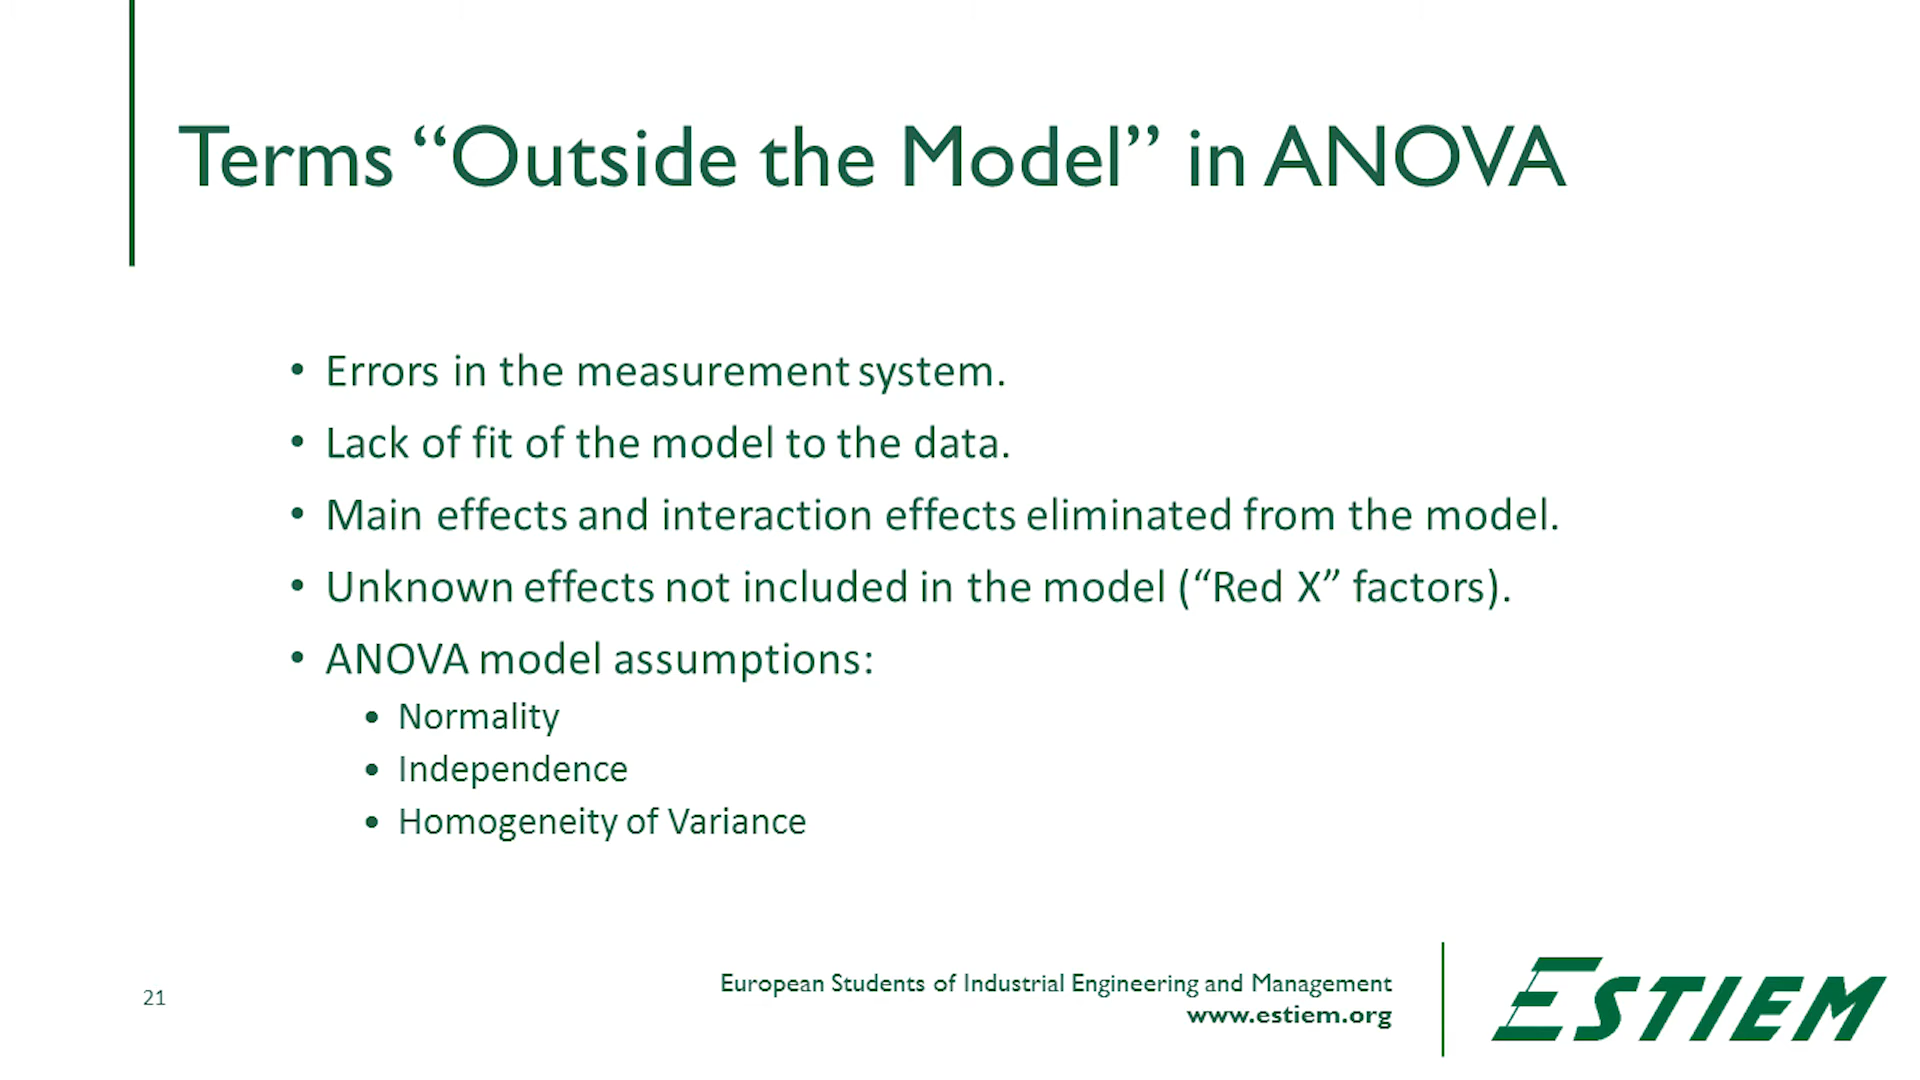 Terms “Outside the Model” in ANOVA
• Errors in the measurement system.
• Lack of fit of the model to the data.
• Main effects and interaction effects eliminated from the model.
• Unknown effects not included in the model (“Red X” factors).
• ANOVA model assumptions:
• Normality
• Independence
• Homogeneity of Variance
21
European Students of Industrial Engineering and Management
www.estiem.org
ESTIEM